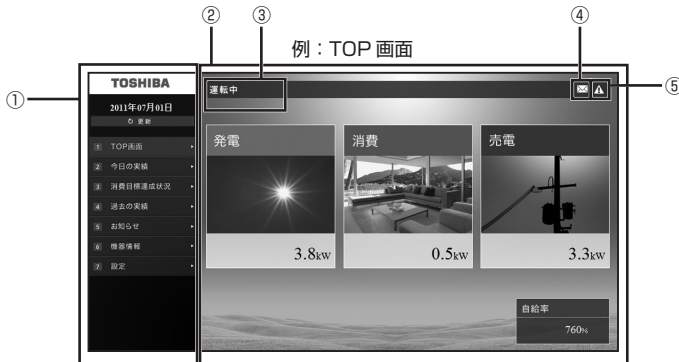 ② ③ ④
例：TOP 画面
① ⑤
TOSHIBA
2011年07月01日
更新
1 TOP画面
2 今日の実績
3 消費目標達成状況
4 過去の実績
5 お知らせ
6 機器情報
7 設定
運転中
発電
3.8kw
消費
0.5kw
売電
3.3kw
自給率
760%